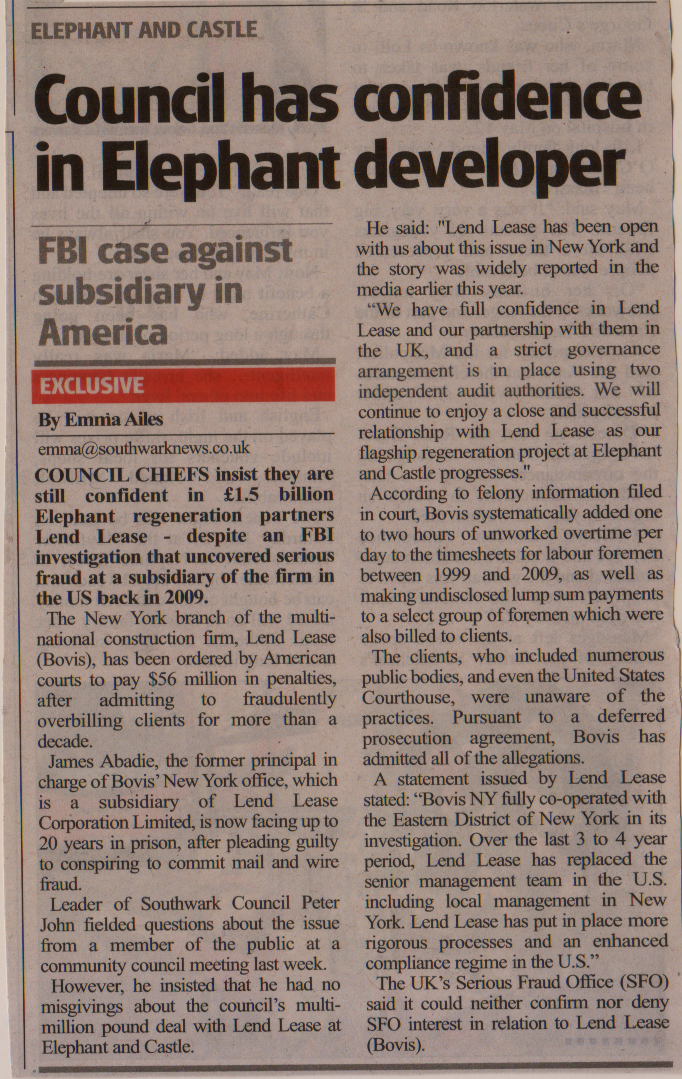 ELEPHANT AND CASTLE
Council has confidence
in Elephant developer
FBI case against
subsidiary in
America
EXCLUSIVE
By Emma Ailes
emma@southwarknews.co.uk
COUNCIL CHIEFS insist they are
still confident in £1.5 billion
Elephant regeneration partners
Lend Lease - despite an FBI
investigation that uncovered serious
fraud at a subsidiary of the firm in
the US back in 2009.
The New York branch of the multi-
national construction firm, Lend Lease
(Bovis), has been ordered by American
courts to pay $56 million in penalties,
after admitting to fraudulently
overbilling clients for more than a
decade.
James Abadie, the former principal in
charge of Bovis' New York office, which
is a subsidiary of Lend Lease
Corporation Limited, is now facing up to
20 years in prison, after pleading guilty
to conspiring to commit mail and wire
fraud.
Leader of Southwark Council Peter
John fielded questions about the issue
from a member of the public at a
community council meeting last week.
However, he insisted that he had no
misgivings about the council's multi-
million pound deal with Lend Lease at
Elephant and Castle.
He said: "Lend Lease has been open
with us about this issue in New York and
the story was widely reported in the
media earlier this year.
“We have full confidence in Lend
Lease and our partnership with them in
the UK, and a strict governance
arrangement is in place using two
independent audit authorities. We will
continue to enjoy a close and successful
relationship with Lend Lease as our
flagship regeneration project at Elephant
and Castle progresses."
According to felony information filed
in court, Bovis systematically added one
to two hours of unworked overtime per
day to the timesheets for labour foremen
between 1999 and 2009, as well as
making undisclosed lump sum payments
to a select group of foremen which were
also billed to clients.
The clients, who included numerous
public bodies, and even the United States
Courthouse, were unaware of the
practices. Pursuant to a deferred
prosecution agreement, Bovis has
admitted all of the allegations.
A statement issued by Lend Lease
stated: “Bovis NY fully co-operated with
the Eastern District of New York in its
investigation. Over the last 3 to 4 year
period, Lend Lease has replaced the
senior management team in the U.S.
including local management in New
York. Lend Lease has put in place more
rigorous processes and an enhanced
compliance regime in the U.S.”
The UK's Serious Fraud Office (SFO)
said it could neither confirm nor deny
SFO interest in relation to Lend Lease
(Bovis).